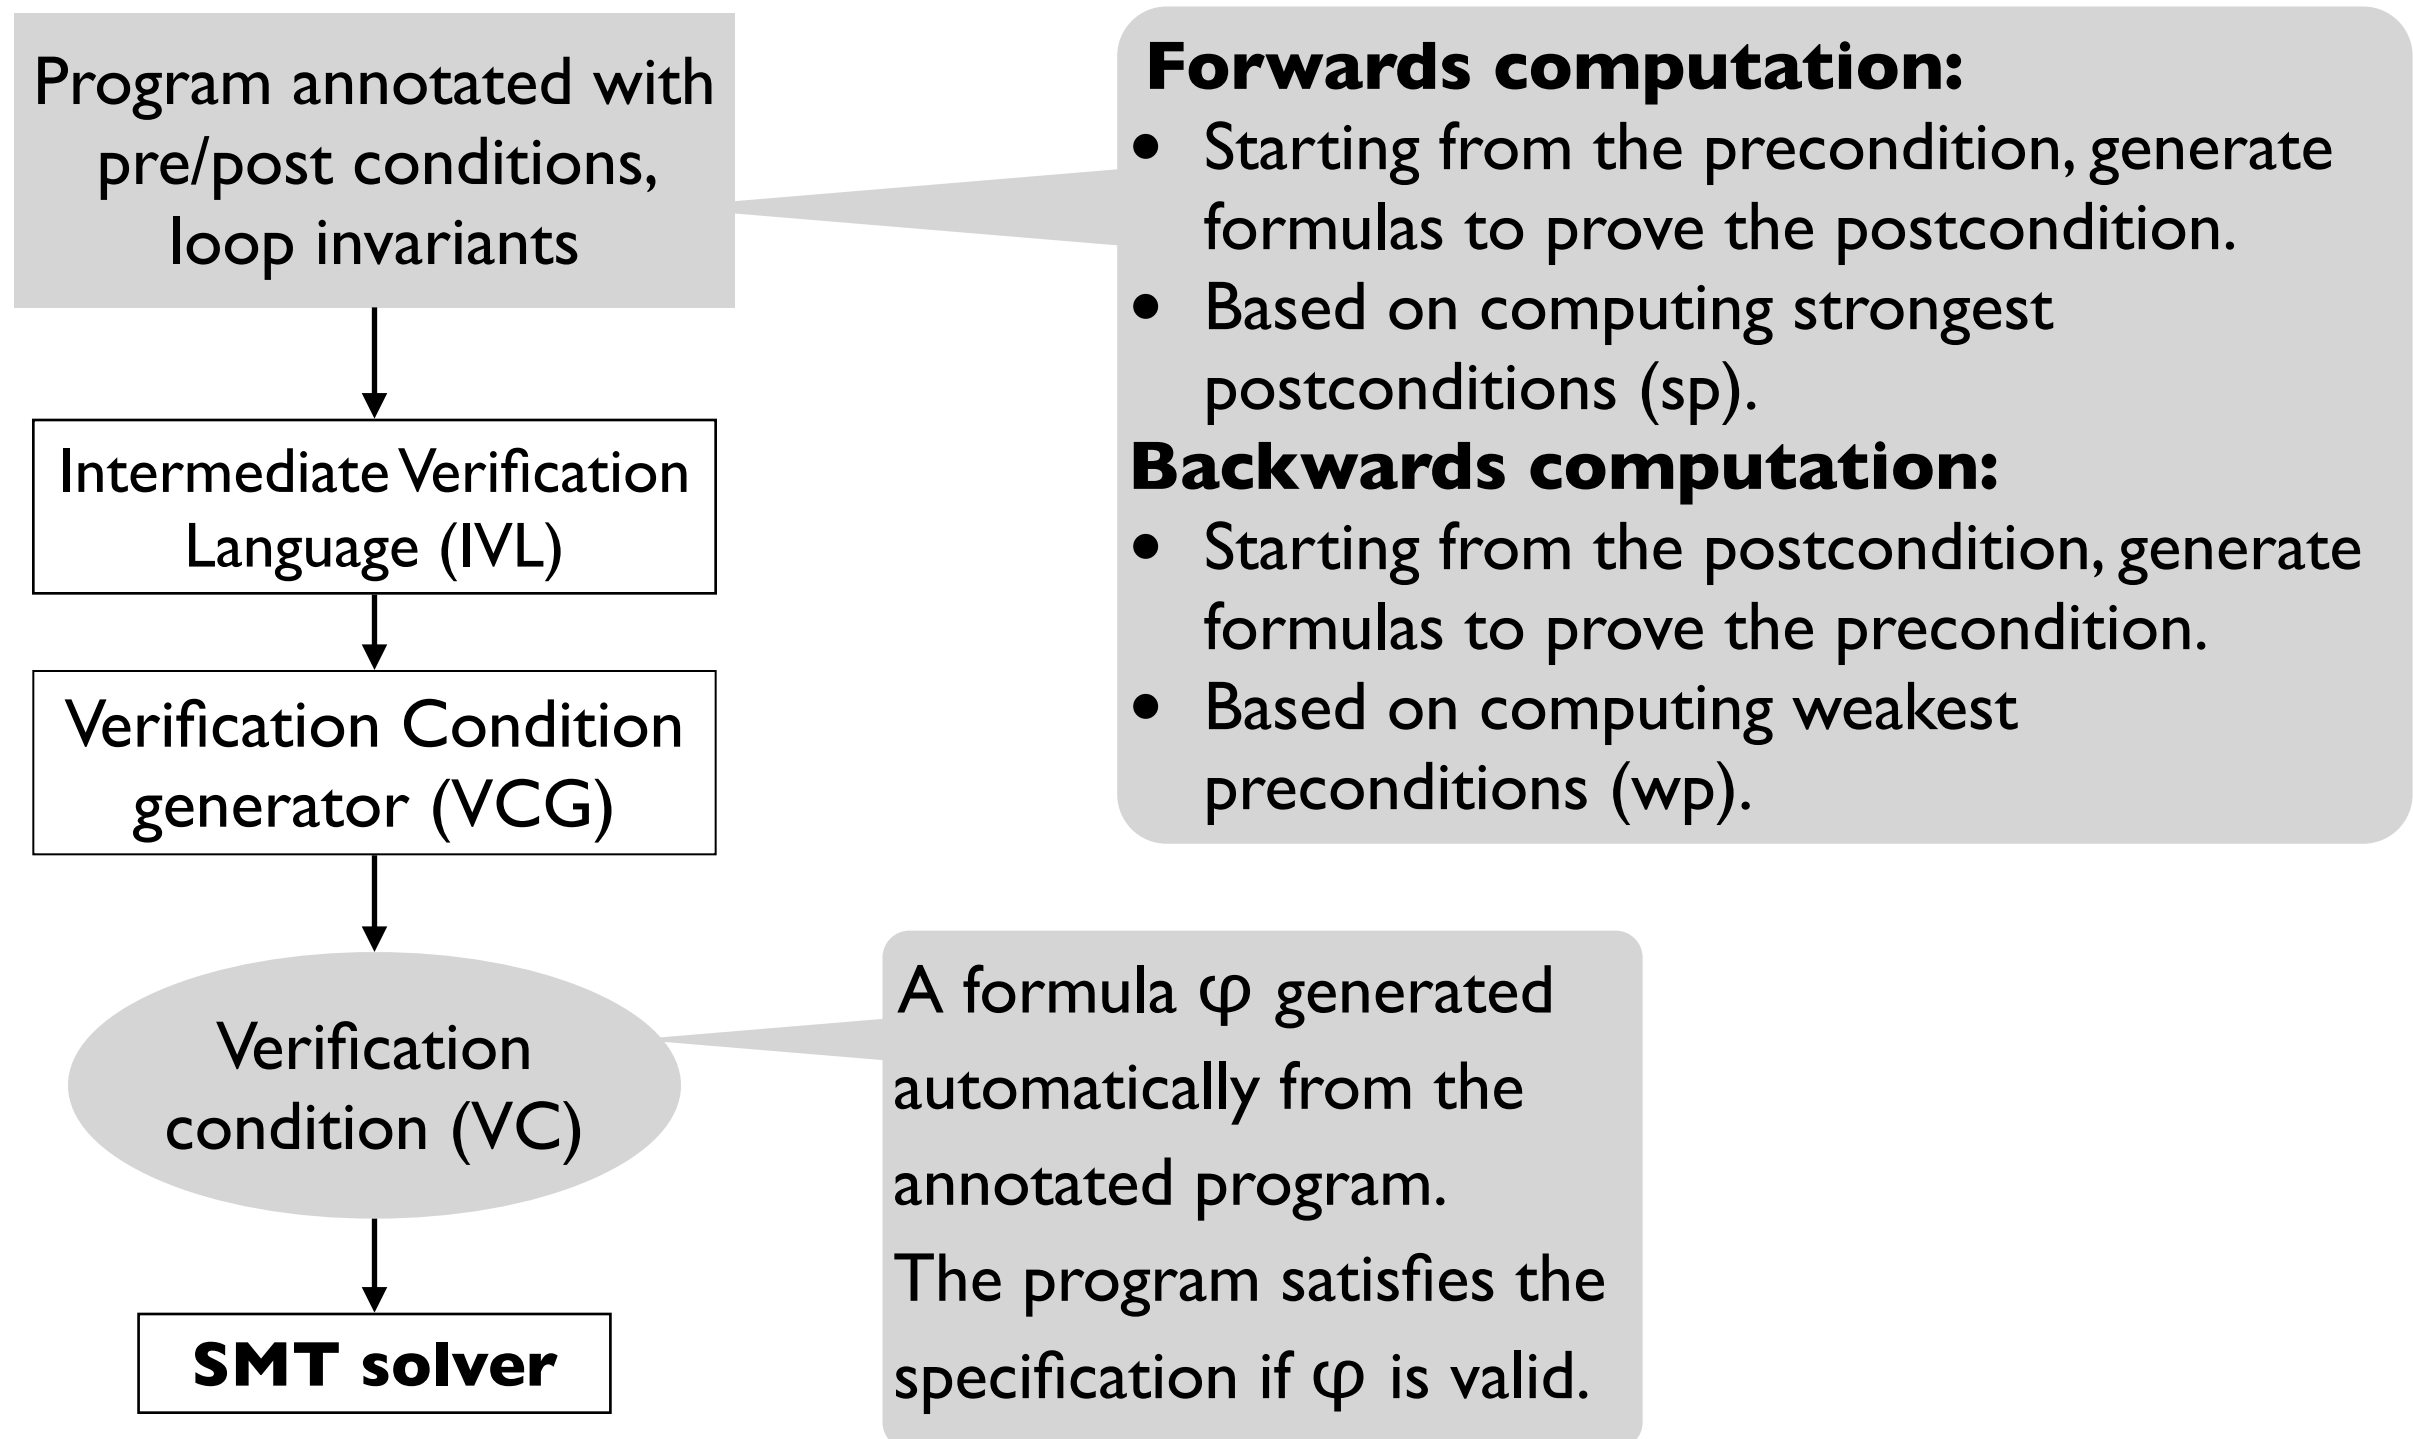 Program annotated with
pre/post conditions,
loop invariants
Intermediate Verification
Language (IVL)
Verification Condition
generator (VCG)
Verification
condition (VC)
SMT solver
Forwards computation:
• Starting from the precondition, generate
formulas to prove the postcondition.
• Based on computing strongest
postconditions (sp).
Backwards computation:
• Starting from the postcondition, generate
formulas to prove the precondition.
• Based on computing weakest
preconditions (wp).
A formula φ generated
automatically from the
annotated program.
The program satisfies the
specification if φ is valid.